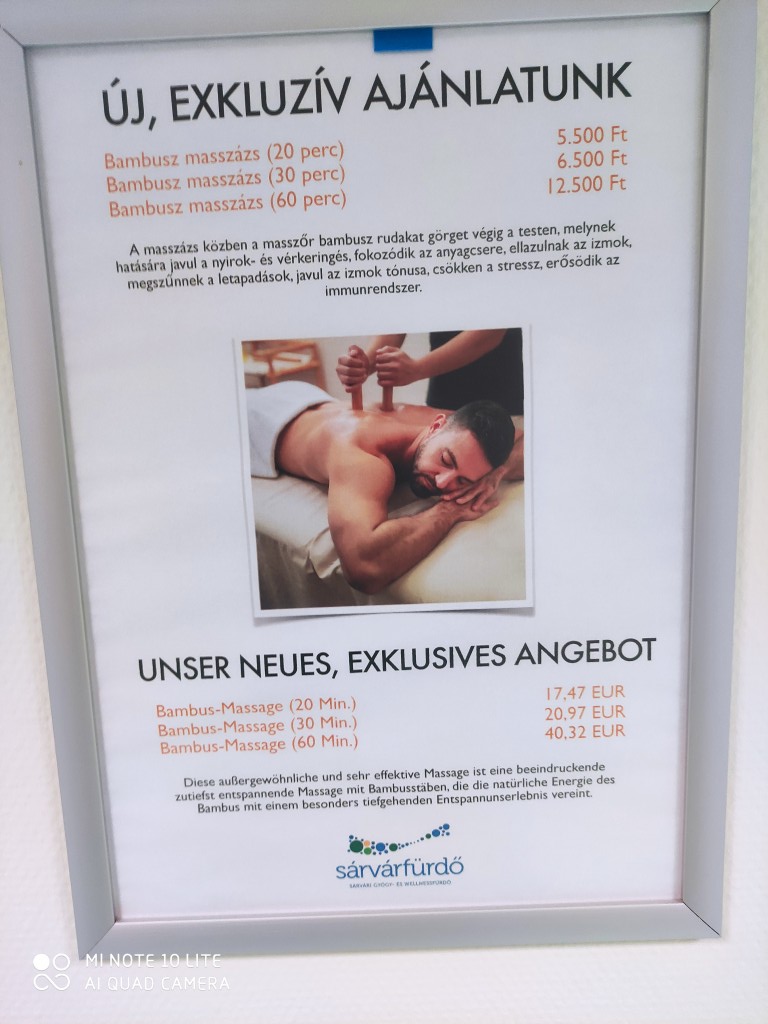 ÚJ, EXKLUZÍV AJÁNLATUNK
Bambusz masszázs (20 perc) 5.500 Ft
Bambusz masszázs (30 perc) 6.500 Ft
Bambusz masszázs (60 perc) 12.500 Ft
A masszázs közben a masszőr bambusz rudakat görget végig a testen, melynek
hatására javul a nyirok- és vérkeringés, fokozódik az anyagcsere, ellazulnak az izmok,
megszűnnek a letapadások, javul az izmok tónusa, csökken a stressz, erősödik az
immunrendszer.
UNSER NEUES, EXKLUSIVES ANGEBOT
Bambus-Massage (20 Min.) 17,47 EUR
Bambus-Massage (30 Min.) 20,97 EUR
Bambus-Massage (60 Min.) 40,32 EUR
Diese außergewöhnliche und sehr effektive Massage ist eine beeindruckende
zutiefst entspannende Massage mit Bambusstäben, die die natürliche Energie des
Bambus mit einem besonders tiefgehenden Entspannunserlebnis vereint.
sárvárfürdő
SÁRVÁRI GYÓGY- ÉS WELLNESSFÜRDŐ
MI NOTE 10 LITE
AI QUAD CAMERA